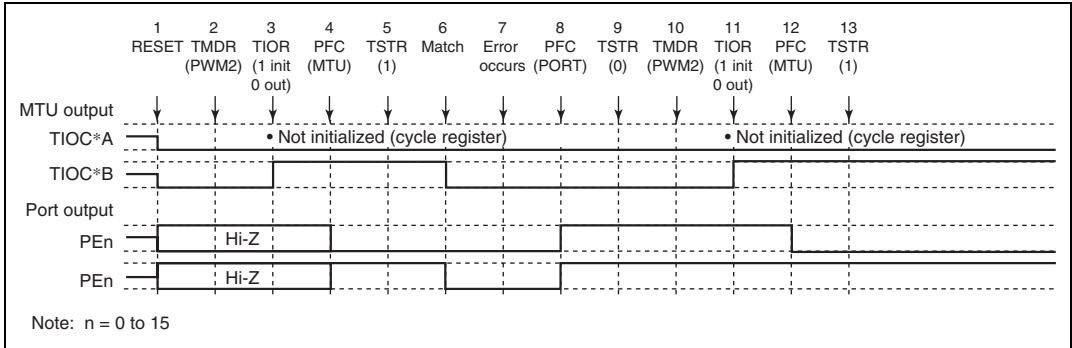 1 2 3 4 5 6 7 8 9 10 11 12 13
RESET TMDR TIOR PFC TSTR Match Error PFC TSTR TMDR TIOR PFC TSTR
(PWM2) (1 init (MTU) (1) occurs (PORT) (0) (PWM2) (1 init (MTU) (1)
0 out) 0 out)
MTU output
TIOC*A • Not initialized (cycle register) • Not initialized (cycle register)
TIOC*B
Port output
PEn Hi-Z
PEn Hi-Z
Note: n = 0 to 15